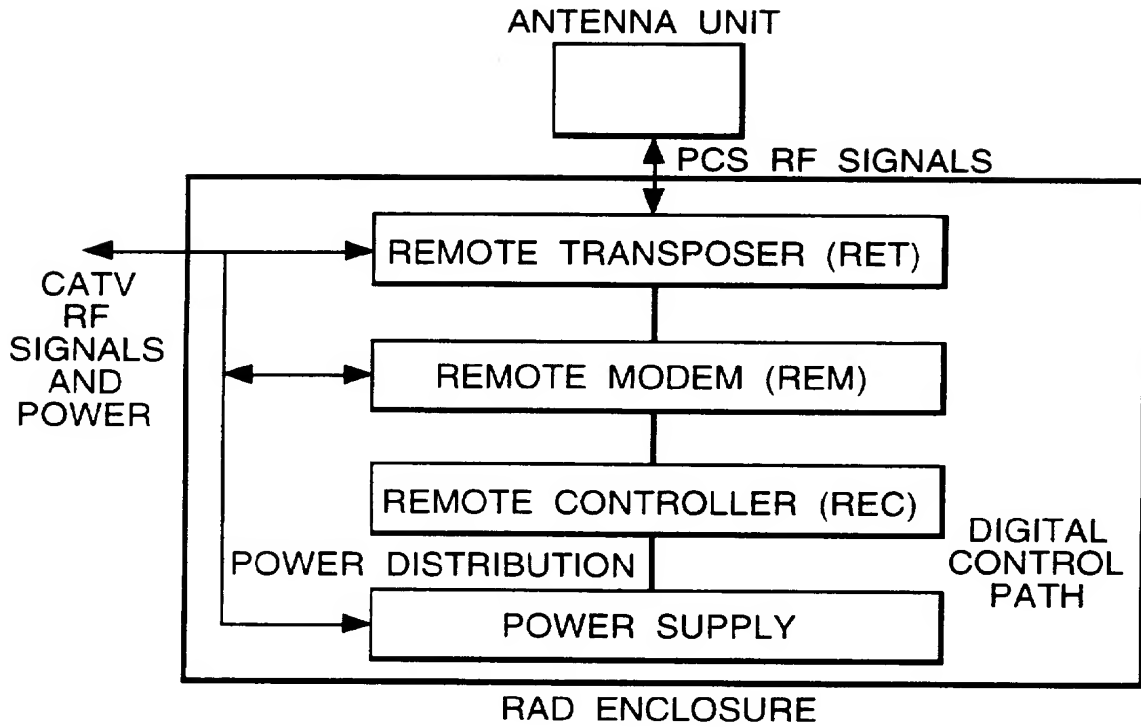 ANTENNA UNIT
PCS RF SIGNALS
REMOTE TRANSPOSER (RET)
CATV
RF
SIGNALS
AND
POWER
REMOTE MODEM (REM)
REMOTE CONTROLLER (REC)
DIGITAL
CONTROL
PATH
POWER DISTRIBUTION
POWER SUPPLY
RAD ENCLOSURE